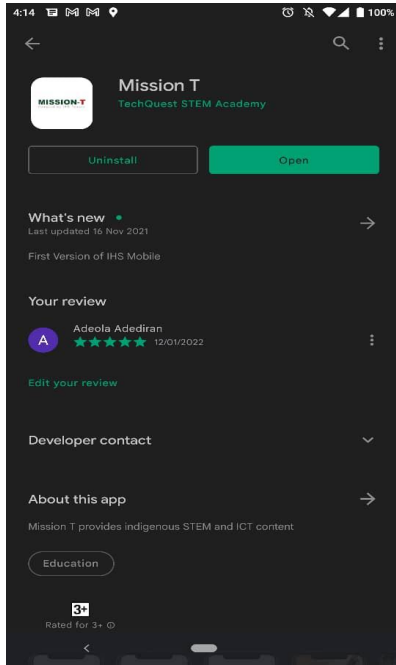 4:14
100%
Mission T
MISSION-T
TechQuest STEM Academy
Uninstall
Open
What's new
Last updated 16 Nov 2021
First Version of IHS Mobile
Your review
A
Adeola Adediran
12/01/2022
Edit your review
Developer contact
About this app
Mission T provides indigenous STEM and ICT content
Education
3+
Rated for 3+